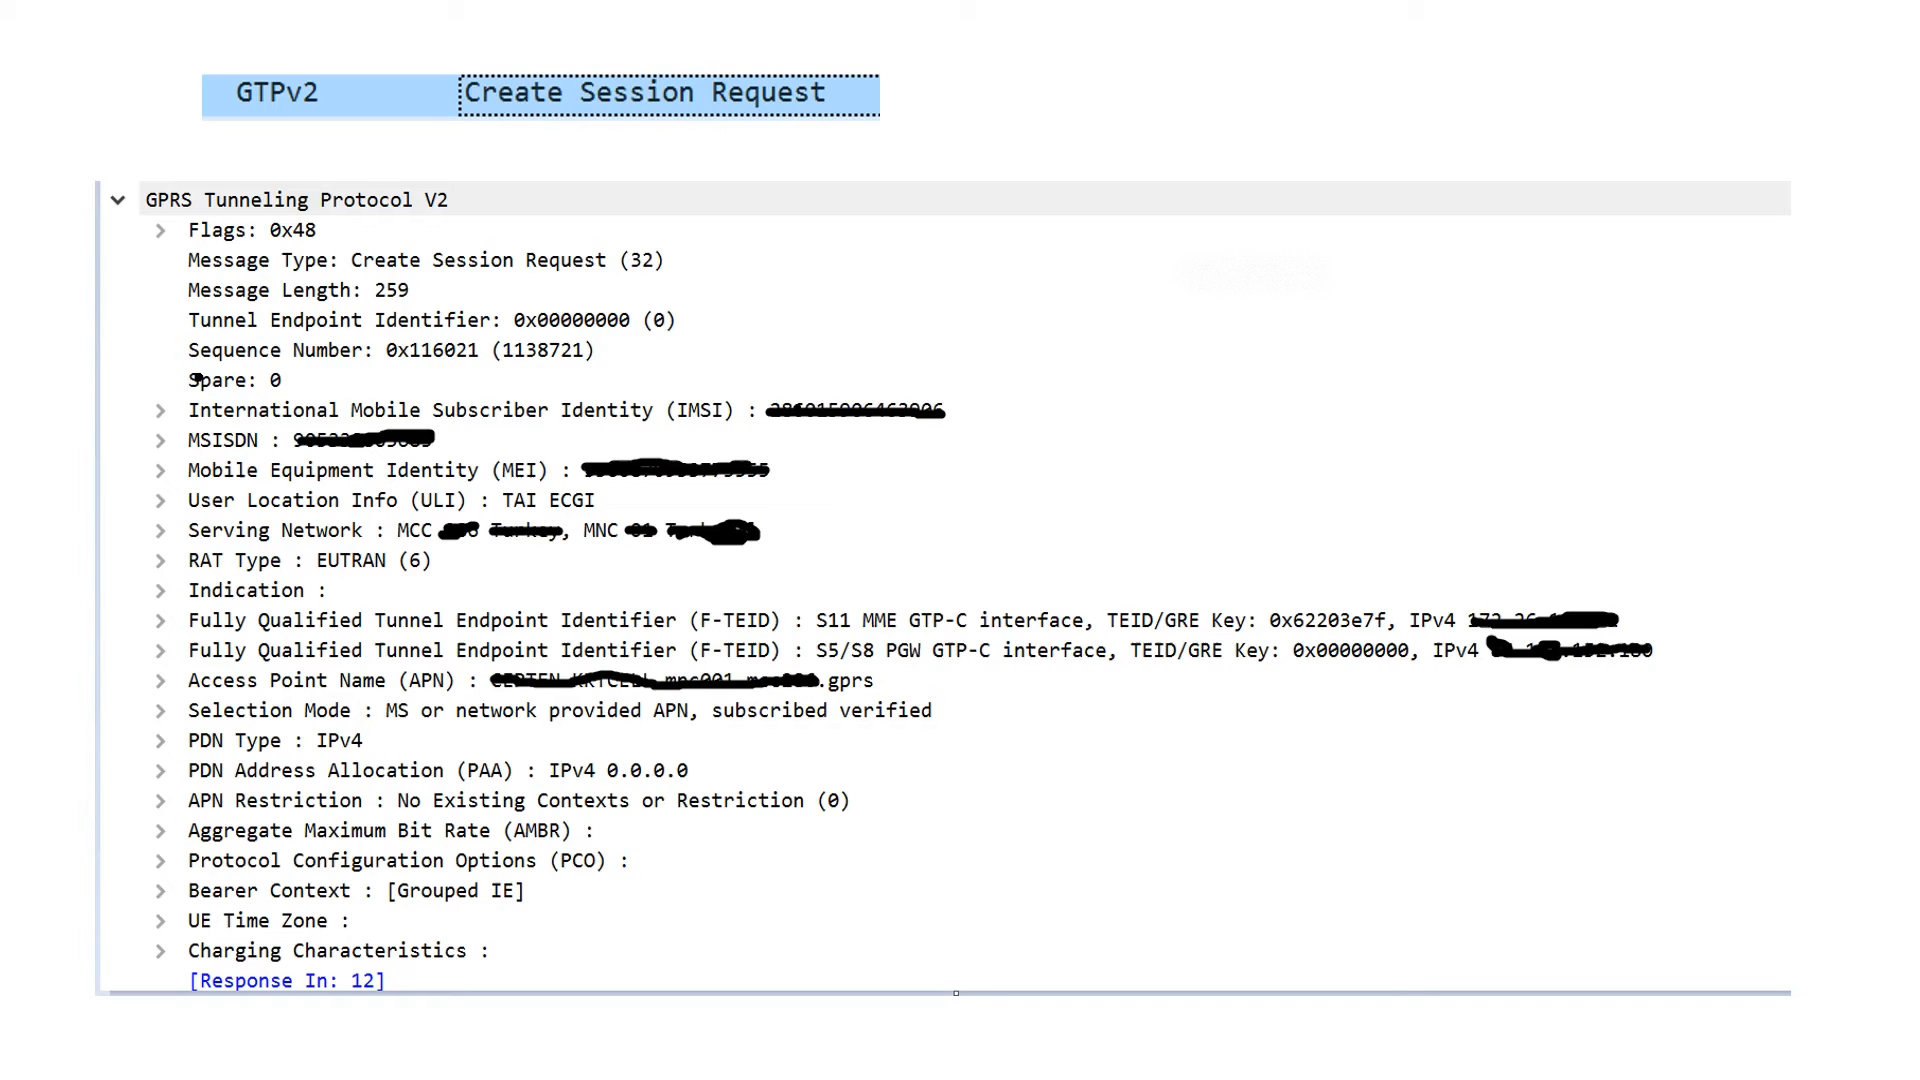 GTPv2 Create Session Request
GPRS Tunneling Protocol V2
Flags: 0x48
Message Type: Create Session Request (32)
Message Length: 259
Tunnel Endpoint Identifier: 0x00000000 (0)
Sequence Number: 0x116021 (1138721)
Spare: 0
International Mobile Subscriber Identity (IMSI) :
MSISDN :
Mobile Equipment Identity (MEI) :
User Location Info (ULI) : TAI ECGI
Serving Network : MCC , MNC
RAT Type : EUTRAN (6)
Indication :
Fully Qualified Tunnel Endpoint Identifier (F-TEID) : S11 MME GTP-C interface, TEID/GRE Key: 0x62203e7f, IPv4
Fully Qualified Tunnel Endpoint Identifier (F-TEID) : S5/S8 PGW GTP-C interface, TEID/GRE Key: 0x00000000, IPv4
Access Point Name (APN) : .gprs
Selection Mode : MS or network provided APN, subscribed verified
PDN Type : IPv4
PDN Address Allocation (PAA) : IPv4 0.0.0.0
APN Restriction : No Existing Contexts or Restriction (0)
Aggregate Maximum Bit Rate (AMBR) :
Protocol Configuration Options (PCO) :
Bearer Context : [Grouped IE]
UE Time Zone :
Charging Characteristics :
[Response In: 12]